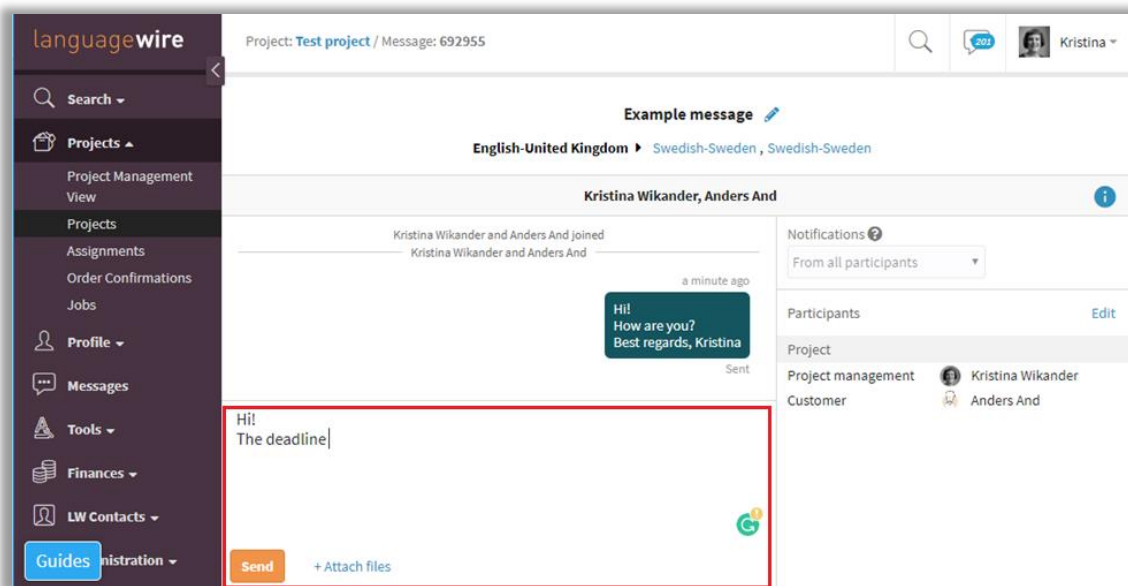 languagewire
Project: Test project / Message: 692955
201
Kristina
Search
Projects
Project Management
View
Projects
Assignments
Order Confirmations
Jobs
Profile
Messages
Tools
Finances
LW Contacts
Guides
nistration
Example message
English-United Kingdom Swedish-Sweden , Swedish-Sweden
Kristina Wikander, Anders And
i
Kristina Wikander and Anders And joined
Kristina Wikander and Anders And
a minute ago
Hi!
How are you?
Best regards, Kristina
Sent
Hi!
The deadline
Send
+ Attach files
Notifications ?
From all participants
Participants Edit
Project
Project management Kristina Wikander
Customer Anders And